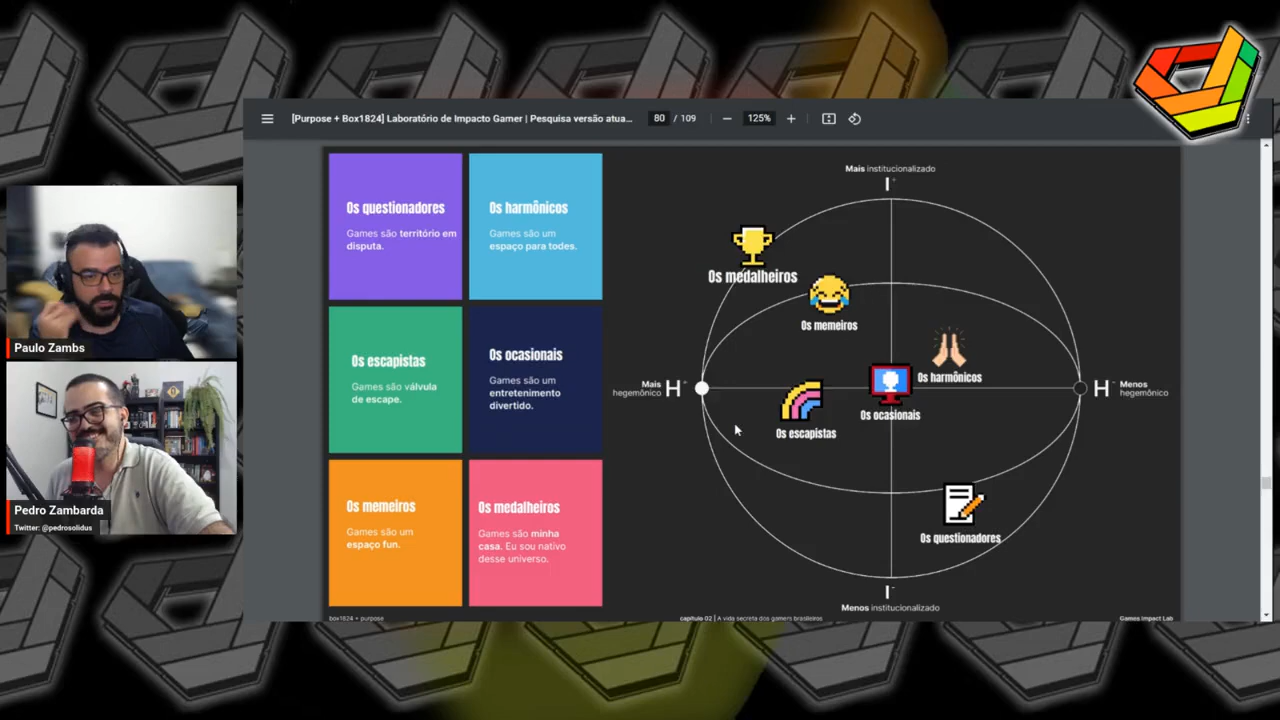 [Purpose + Box1824] Laboratório de Impacto Gamer | Pesquisa versão atua...
80 / 109
125%
Paulo Zambs
Pedro Zambarda
Twitter: @pedrosolidus
Os questionadores
Games são território em
disputa.
Os harmônicos
Games são um
espaço para todes.
Os escapistas
Games são válvula
de escape.
Os ocasionais
Games são um
entretenimento
divertido.
Os memeiros
Games são um
espaço fun.
Os medalheiros
Games são minha
casa. Eu sou nativo
desse universo.
Mais institucionalizado
I+
Os medalheiros
Os memeiros
Os harmônicos
Mais
hegemônico
H+
Os ocasionais
Os escapistas
H-
Menos
hegemônico
Os questionadores
I-
Menos institucionalizado
box1824 + purpose
capítulo 02 | A vida secreta dos gamers brasileiros
Games Impact Lab